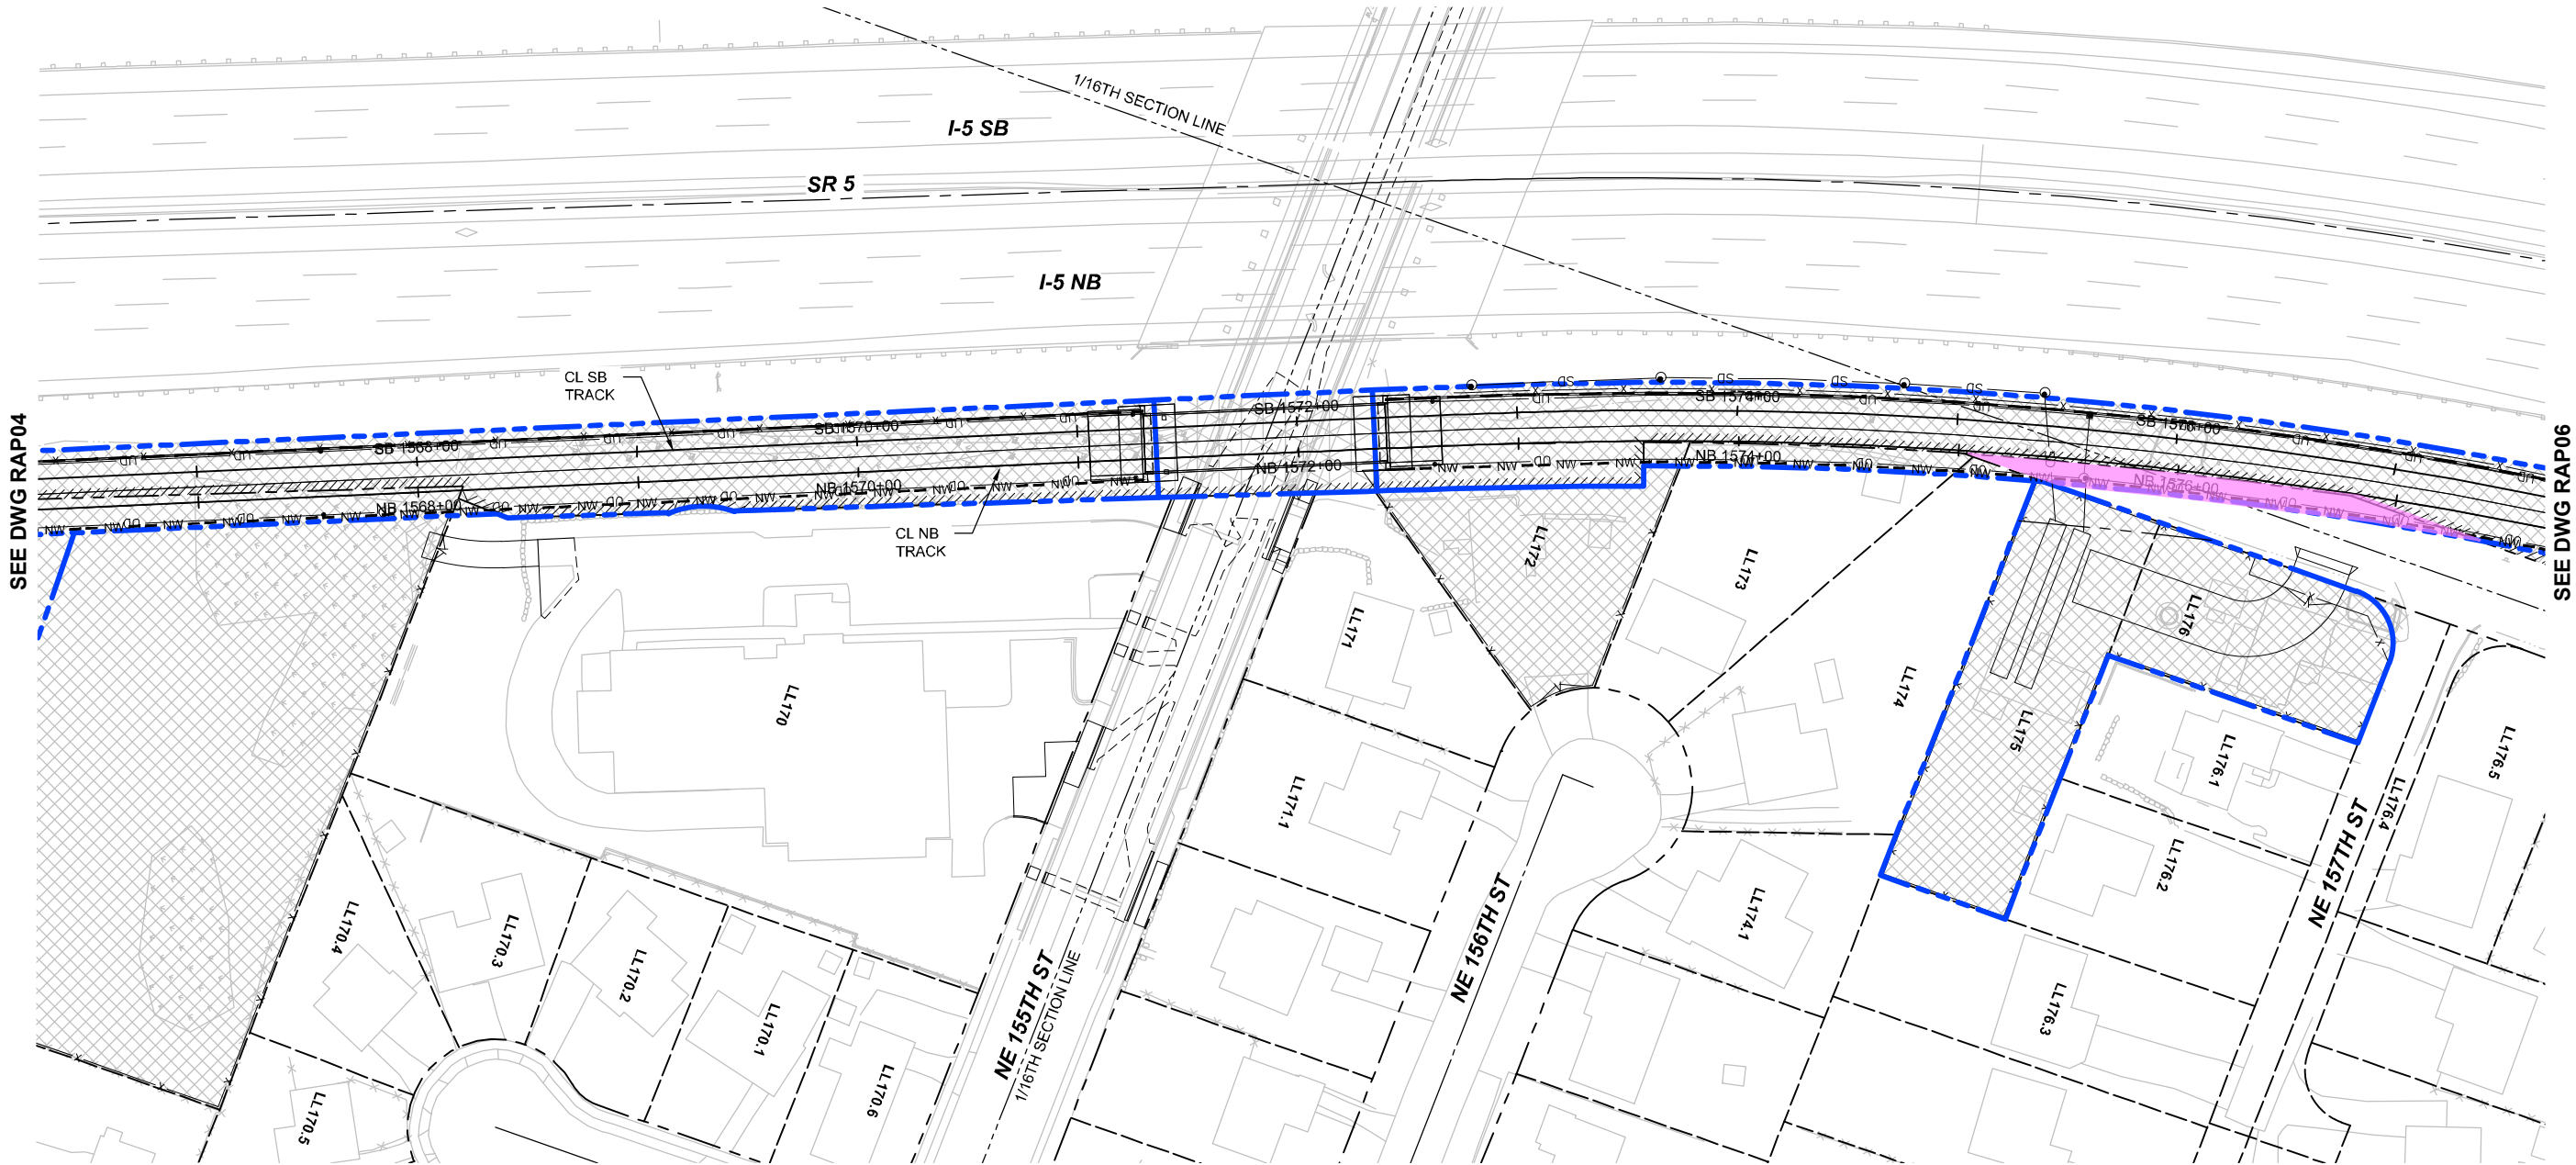 1/16TH SECTION LINE
I-5 SB
SR 5
I-5 NB
SEE DWG RAP04
SEE DWG RAP06
CL SB
TRACK
SB 1568+00
SB 1570+00
SB 1572+00
SB 1574+00
SB 1576+00
NB 1568+00
NB 1570+00
NB 1572+00
NB 1574+00
NB 1576+00
CL NB
TRACK
LL170
LL171
LL172
LL173
LL174
LL175
LL176
LL171.1
LL176.1
LL176.4
LL176.5
LL176.2
LL174.1
LL176.3
LL170.4
LL170.3
LL170.2
LL170.1
LL170.6
LL170.5
NE 155TH ST
1/16TH SECTION LINE
NE 156TH ST
NE 157TH ST